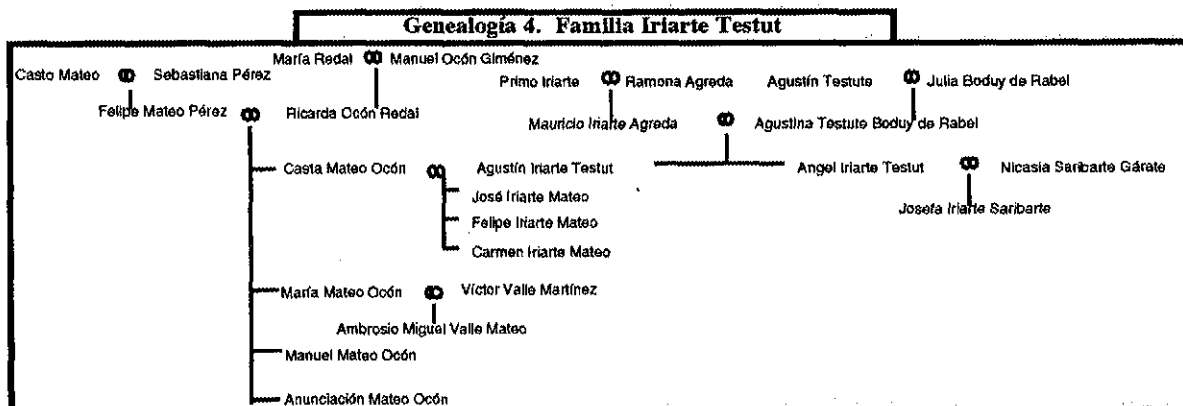 Genealogía 4. Familia Iriarte Testut
María Redal Manuel Ocón Giménez
Casto Mateo Sebastiana Pérez Primo Iriarte Ramona Agreda Agustín Testute Julia Boduy de Rabel
Felipe Mateo Pérez Ricarda Ocón Redal Mauricio Iriarte Agreda Agustina Testute Boduy de Rabel
Casta Mateo Ocón Agustín Iriarte Testut Angel Iriarte Testut Nicasia Saribarte Gárate
José Iriarte Mateo
Josefa Iriarte Saribarte
Felipe Iriarte Mateo
Carmen Iriarte Mateo
María Mateo Ocón Víctor Valle Martínez
Ambrosio Miguel Valle Mateo
Manuel Mateo Ocón
Anunciación Mateo Ocón